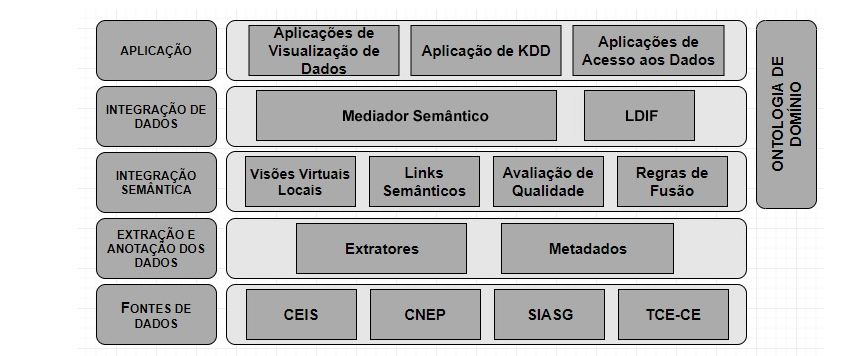 APLICAÇÃO
Aplicações de
Visualização de
Dados
Aplicação de KDD
Aplicações de
Acesso aos Dados
INTEGRAÇÃO DE
DADOS
Mediador Semântico
LDIF
INTEGRAÇÃO
SEMÂNTICA
Visões Virtuais
Locais
Links
Semânticos
Avaliação de
Qualidade
Regras de
Fusão
EXTRAÇÃO E
ANOTAÇÃO DOS
DADOS
Extratores
Metadados
FONTES DE
DADOS
CEIS
CNEP
SIASG
TCE-CE
ONTOLOGIA DE
DOMÍNIO